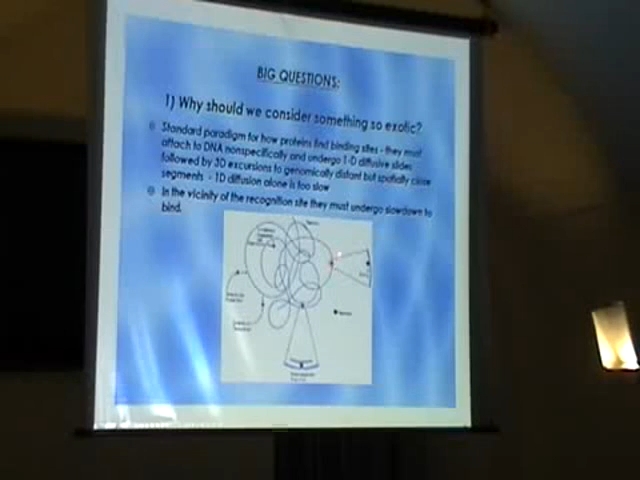 BIG QUESTIONS:
1) Why should we consider something so exotic?
Standard paradigm for how proteins find binding sites - they must
attach to DNA nonspecifically and undergo 1-D diffusive slides
followed by 3D excursions to genomically distant but spatially close
segments - 1D diffusion alone is too slow
In the vicinity of the recognition site they must undergo slowdown to
bind.